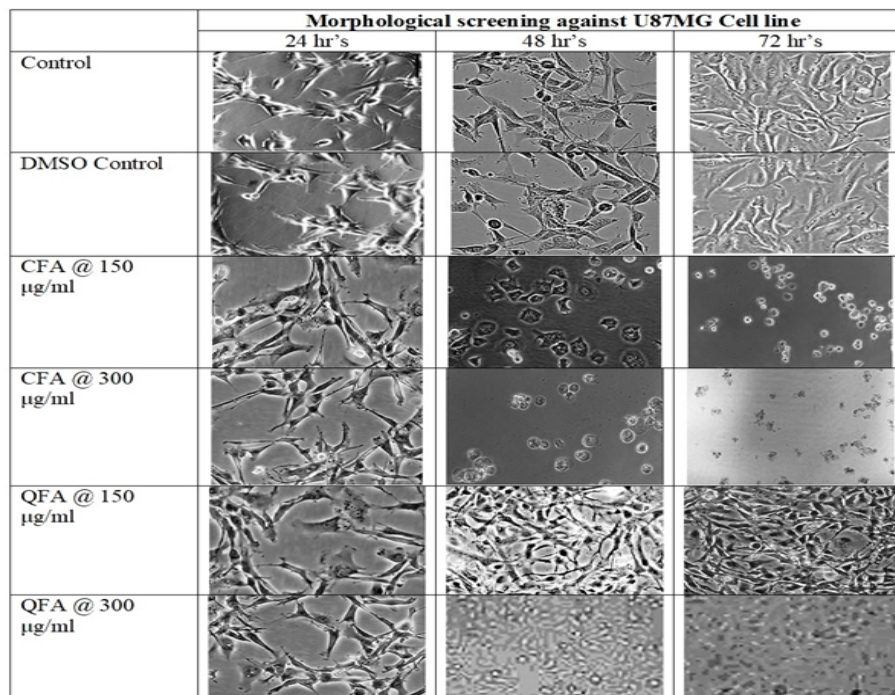 Morphological screening against U87MG Cell line
24 hr’s 48 hr’s 72 hr’s
Control
DMSO Control
CFA @ 150
µg/ml
CFA @ 300
µg/ml
QFA @ 150
µg/ml
QFA @ 300
µg/ml